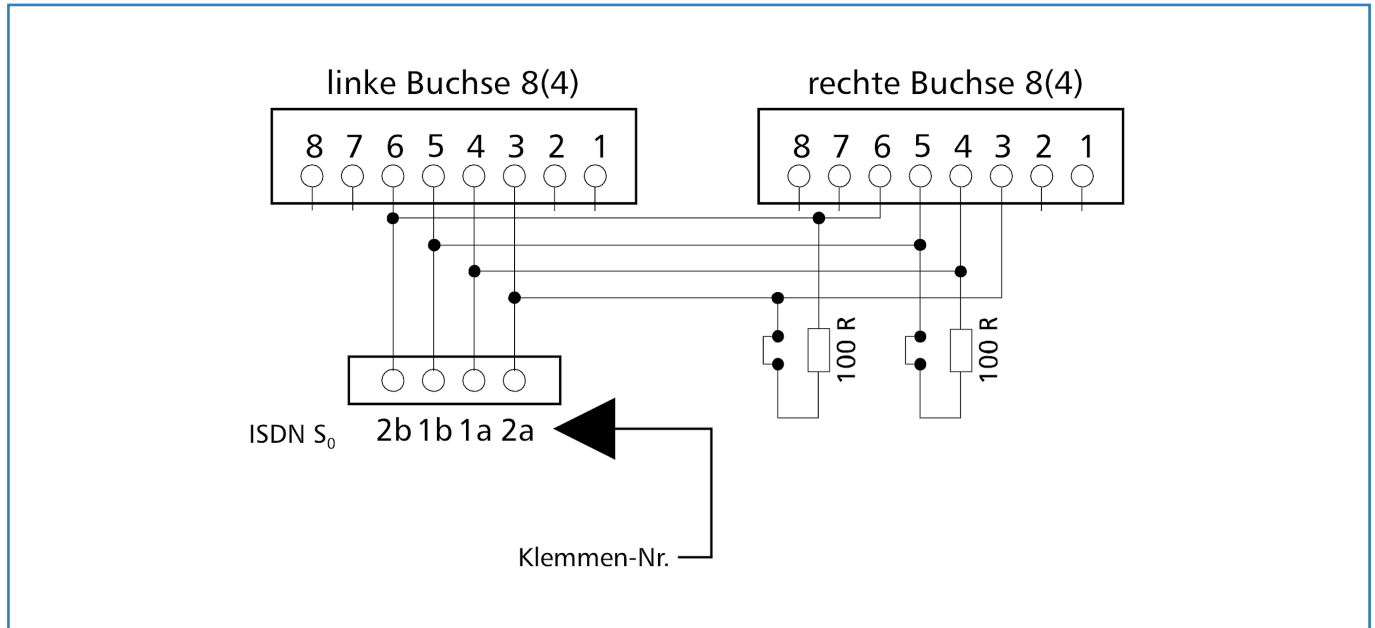 linke Buchse 8(4)
rechte Buchse 8(4)
8 7 6 5 4 3 2 1
8 7 6 5 4 3 2 1
100 R
100 R
ISDN S₀
2b 1b 1a 2a
Klemmen-Nr.